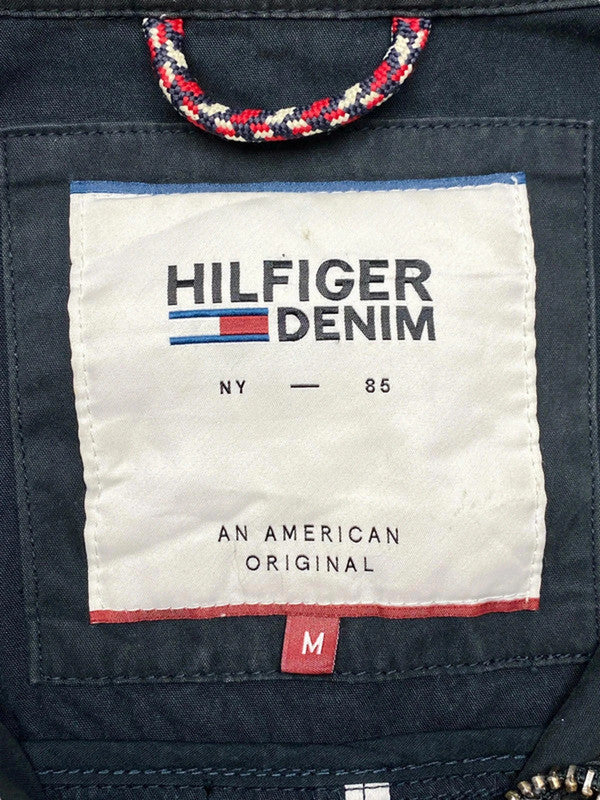 HILFIGER
DENIM
NY — 85
AN AMERICAN
ORIGINAL
M